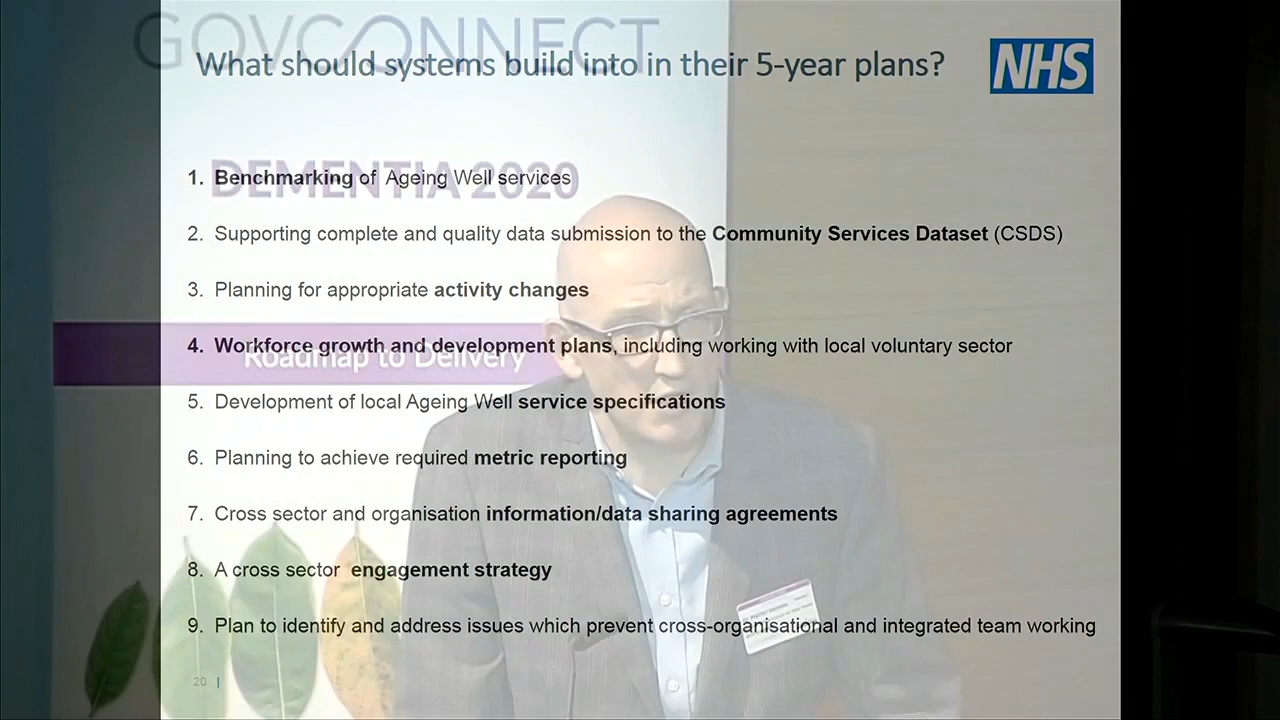 GOVCONNECT
What should systems build into in their 5-year plans?
NHS
DEMENTIA 2020
1. Benchmarking of Ageing Well services
2. Supporting complete and quality data submission to the Community Services Dataset (CSDS)
3. Planning for appropriate activity changes
4. Workforce growth and development plans, including working with local voluntary sector
Roadmap to Delivery
5. Development of local Ageing Well service specifications
6. Planning to achieve required metric reporting
7. Cross sector and organisation information/data sharing agreements
8. A cross sector engagement strategy
9. Plan to identify and address issues which prevent cross-organisational and integrated team working
20 |